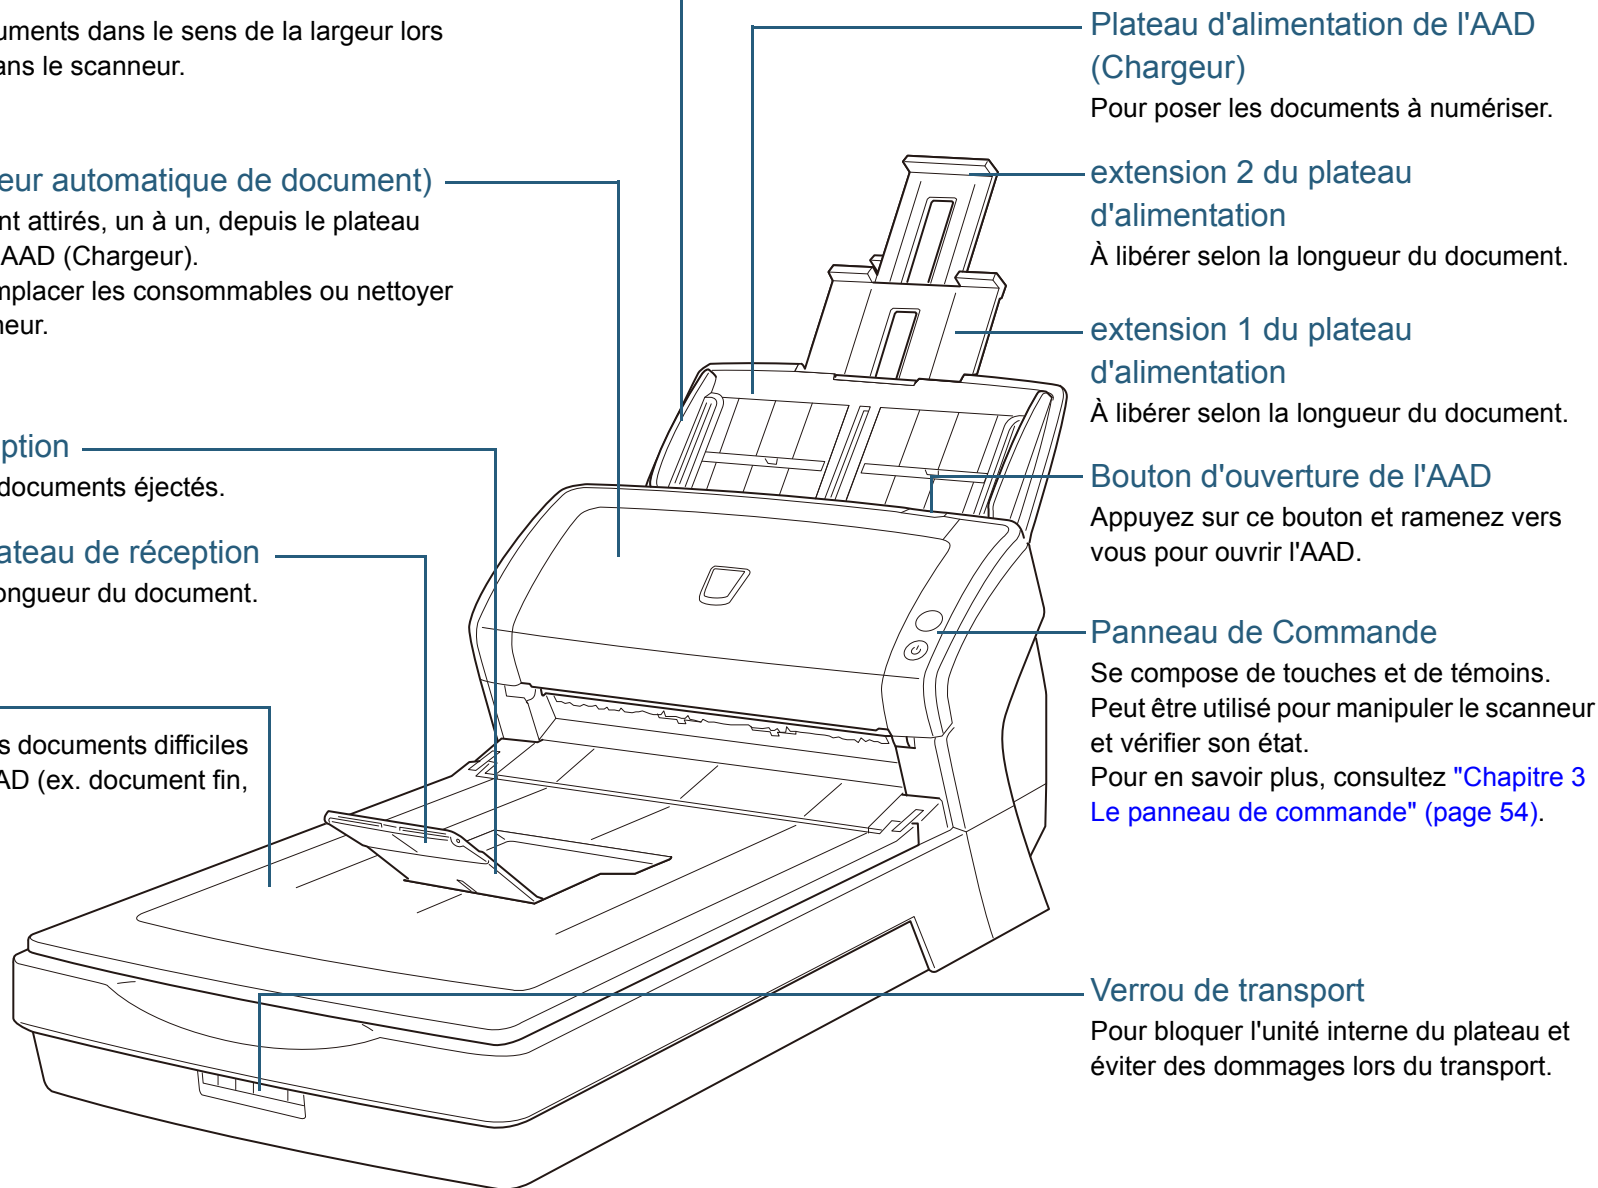 uments dans le sens de la largeur lors
ans le scanneur.
eur automatique de document)
nt attirés, un à un, depuis le plateau
AAD (Chargeur).
mplacer les consommables ou nettoyer
neur.
ption
documents éjectés.
ateau de réception
ongueur du document.
s documents difficiles
AD (ex. document fin,
Plateau d'alimentation de l'AAD
(Chargeur)
Pour poser les documents à numériser.
extension 2 du plateau
d'alimentation
À libérer selon la longueur du document.
extension 1 du plateau
d'alimentation
À libérer selon la longueur du document.
Bouton d'ouverture de l'AAD
Appuyez sur ce bouton et ramenez vers
vous pour ouvrir l'AAD.
Panneau de Commande
Se compose de touches et de témoins.
Peut être utilisé pour manipuler le scanneur
et vérifier son état.
Pour en savoir plus, consultez "Chapitre 3
Le panneau de commande" (page 54).
Verrou de transport
Pour bloquer l'unité interne du plateau et
éviter des dommages lors du transport.